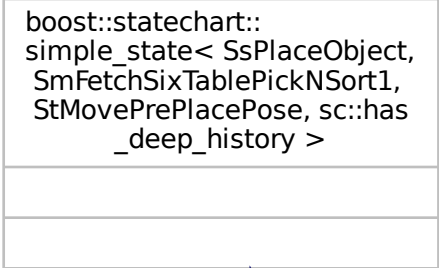 boost::statechart::
simple_state< SsPlaceObject,
SmFetchSixTablePickNSort1,
StMovePrePlacePose, sc::has
_deep_history >